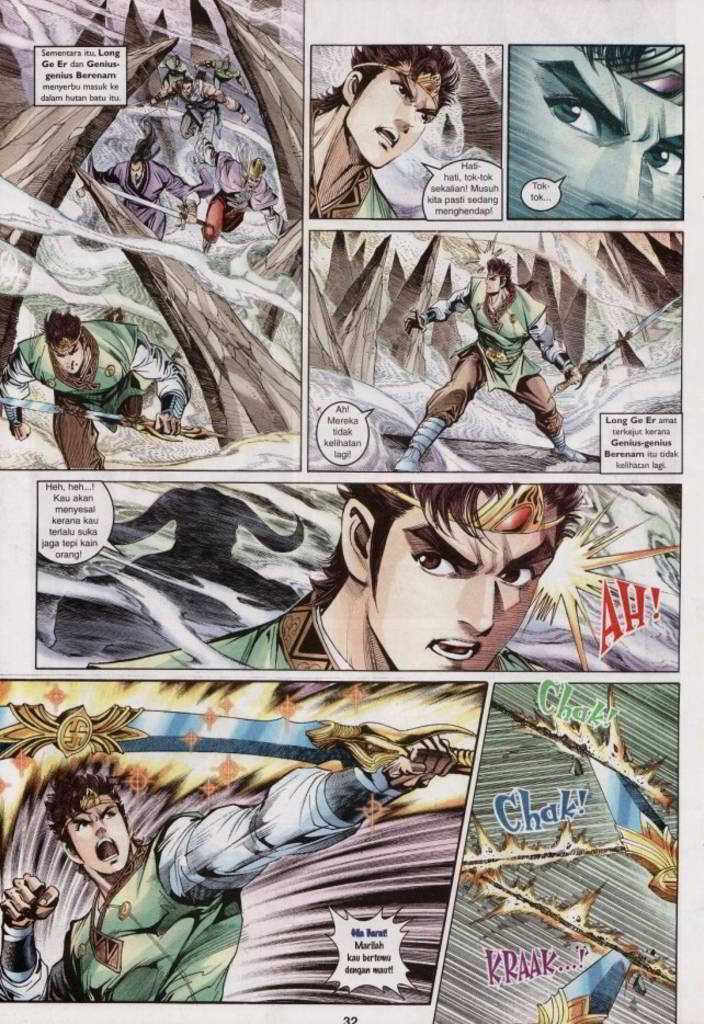 Sementara itu, Long
Ge Er dan Genius-
genius Berenam
menyerbu masuk ke
dalam hutan batu itu.
Hati-
hati, tok-tok
sekalian! Musuh
kita pasti sedang
menghendap!
Tok-
tok...
Ah!
Mereka
tidak
kelihatan
lagi!
Long Ge Er amat
terkejut kerana
Genius-genius
Berenam itu tidak
kelihatan lagi.
Heh, heh...!
Kau akan
menyesal
kerana kau
terlalu suka
jaga tepi kain
orang!
AH!
卐
Marilah
kau bertemu
dengan maut!
Chak!
Chak!
KRAAK...!
32